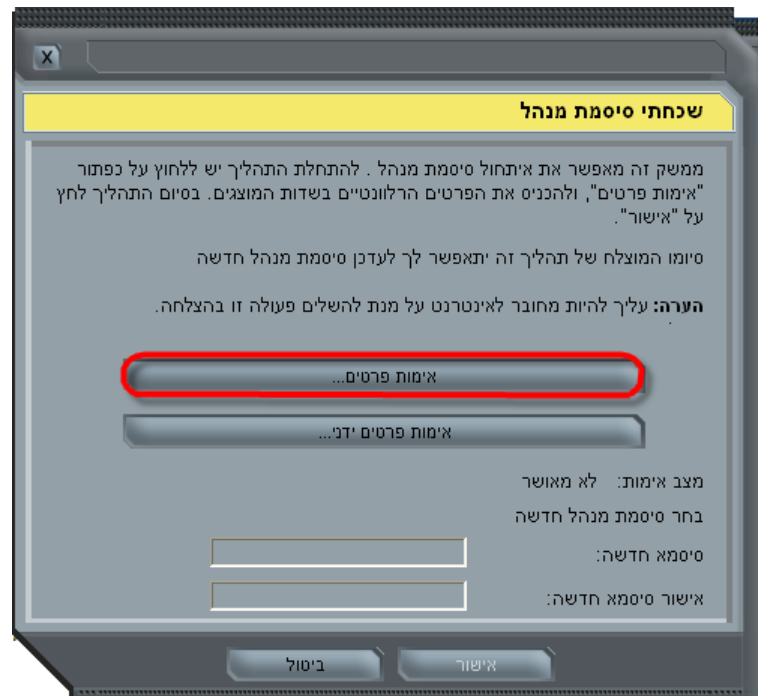 X
שכחתי סיסמת מנהל
ממשק זה מאפשר את איתחול סיסמת מנהל . להתחלת התהליך יש ללחוץ על כפתור
"אימות פרטים", ולהכניס את הפרטים הרלוונטיים בשדות המוצגים. בסיום התהליך לחץ
על "אישור".
סיומו המוצלח של תהליך זה יתאפשר לך לעדכן סיסמת מנהל חדשה
הערה: עליך להיות מחובר לאינטרנט על מנת להשלים פעולה זו בהצלחה.
אימות פרטים...
אימות פרטים ידני...
מצב אימות: לא מאושר
בחר סיסמת מנהל חדשה
סיסמא חדשה:
אישור סיסמא חדשה:
אישור ביטול